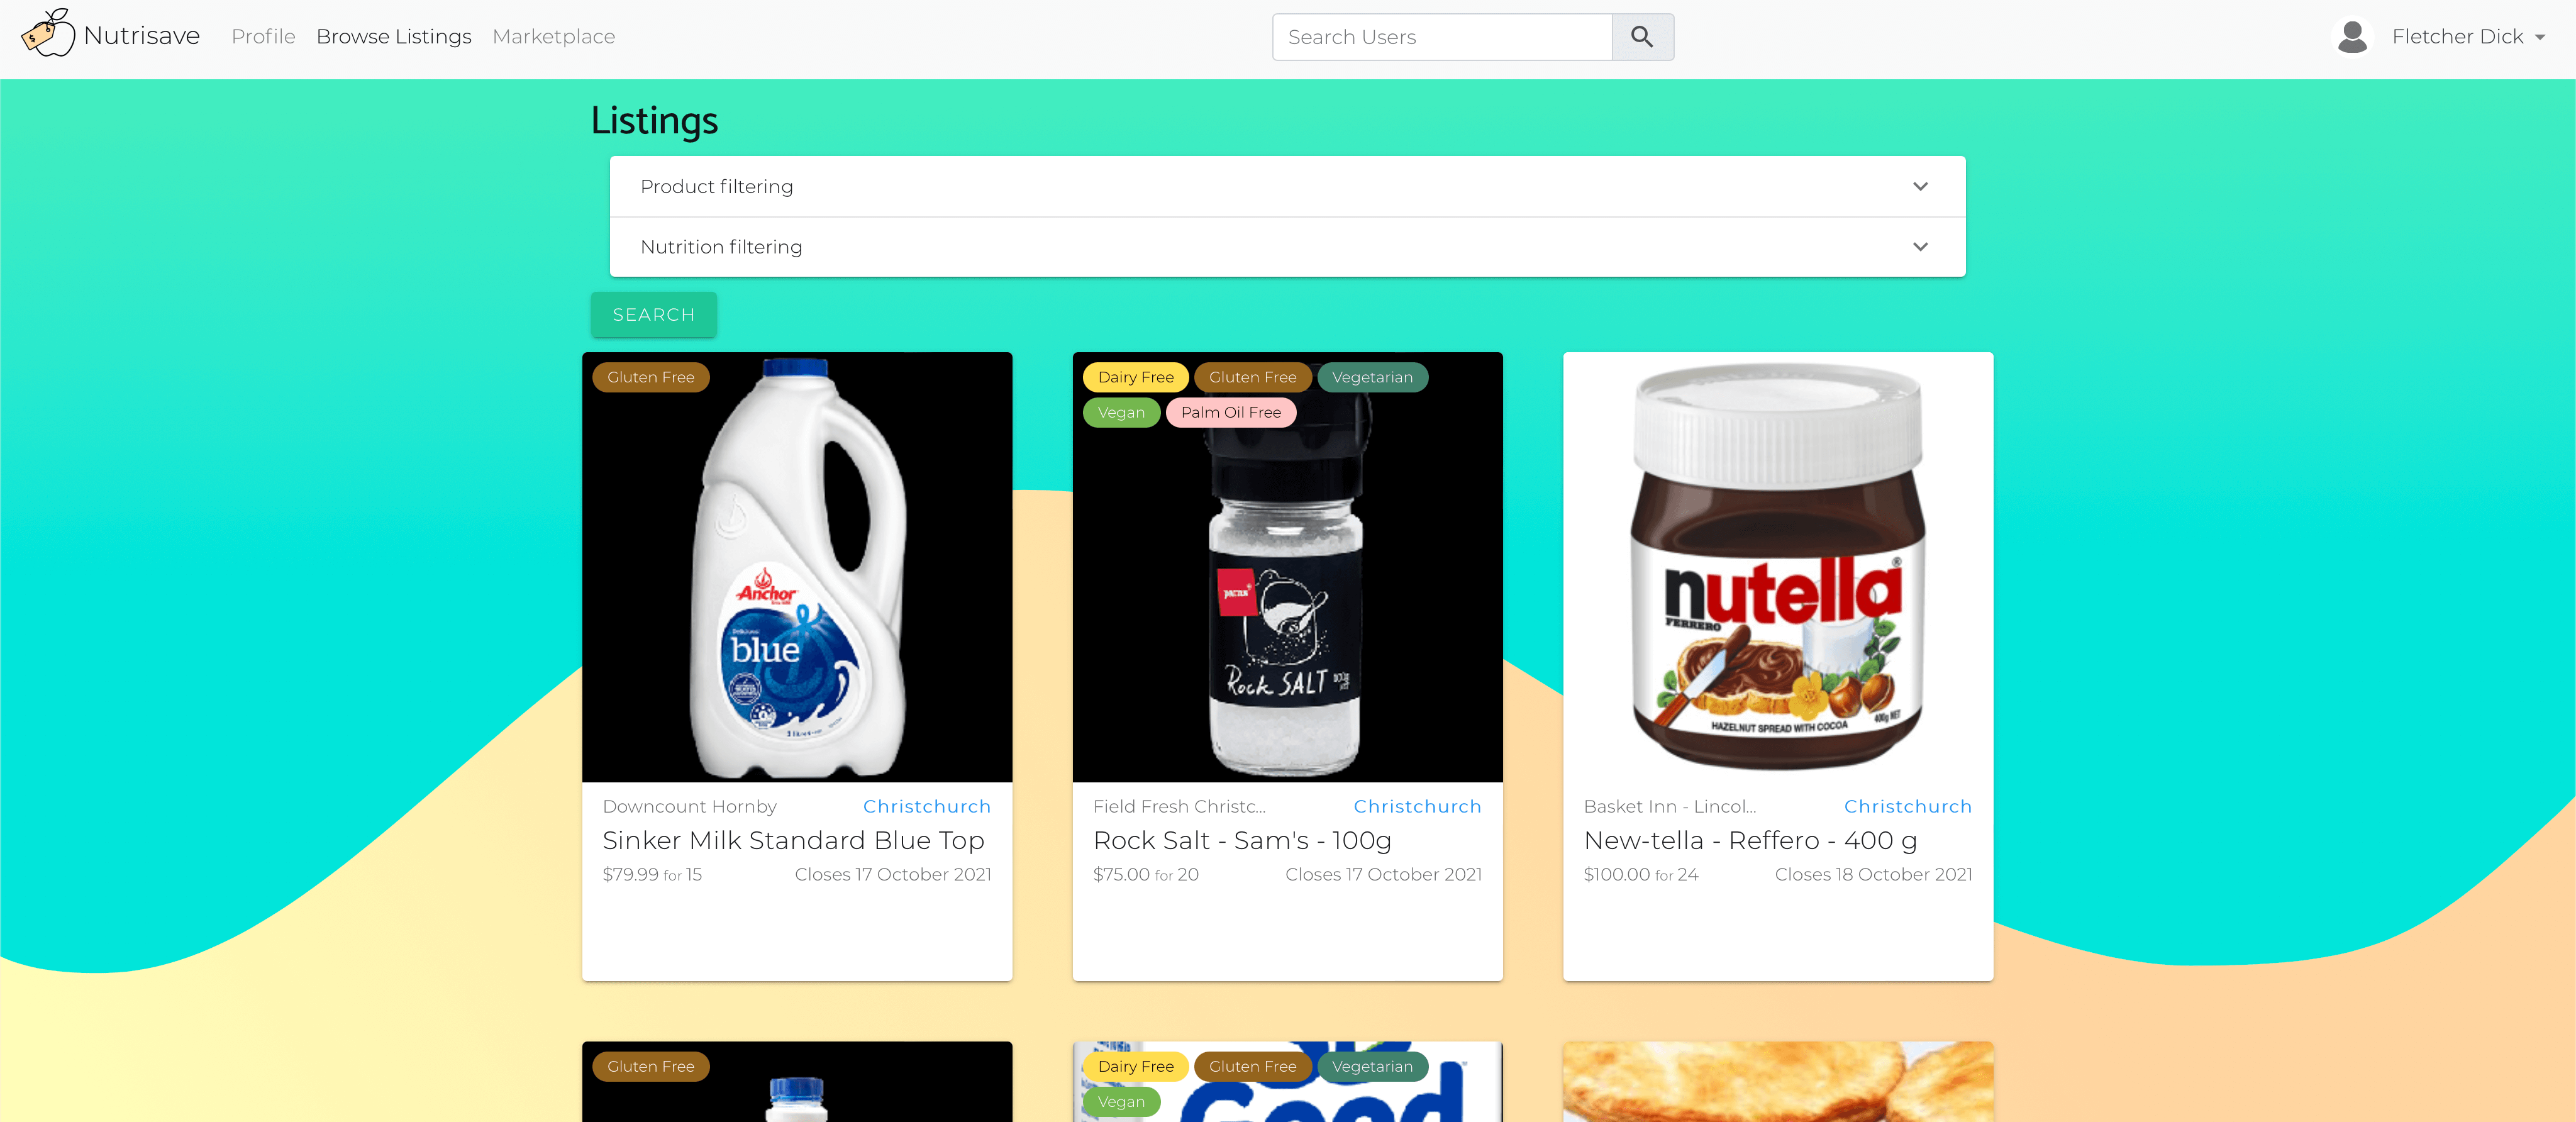 Nutrisave Profile Browse Listings Marketplace Search Users Fletcher Dick
Listings
Product filtering
Nutrition filtering
SEARCH
Gluten Free
Anchor
blue
Downcount Hornby Christchurch
Sinker Milk Standard Blue Top
$79.99 for 15 Closes 17 October 2021
Dairy Free Gluten Free Vegetarian
Vegan Palm Oil Free
Rock SALT
Field Fresh Christc... Christchurch
Rock Salt - Sam's - 100g
$75.00 for 20 Closes 17 October 2021
nutella
FERRERO
HAZELNUT SPREAD WITH COCOA
400g NET
Basket Inn - Lincol... Christchurch
New-tella - Reffero - 400 g
$100.00 for 24 Closes 18 October 2021
Gluten Free
Dairy Free Gluten Free Vegetarian
Vegan
Good